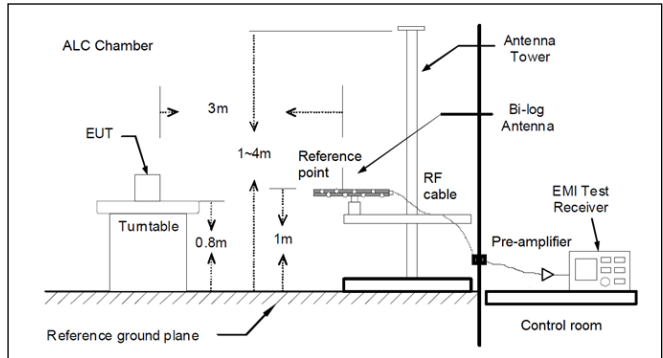 ALC Chamber
Antenna
Tower
3m
Bi-log
Antenna
EUT
1~4m
Reference
point
RF
cable
EMI Test
Receiver
Turntable
0.8m
1m
Pre-amplifier
Reference ground plane
Control room